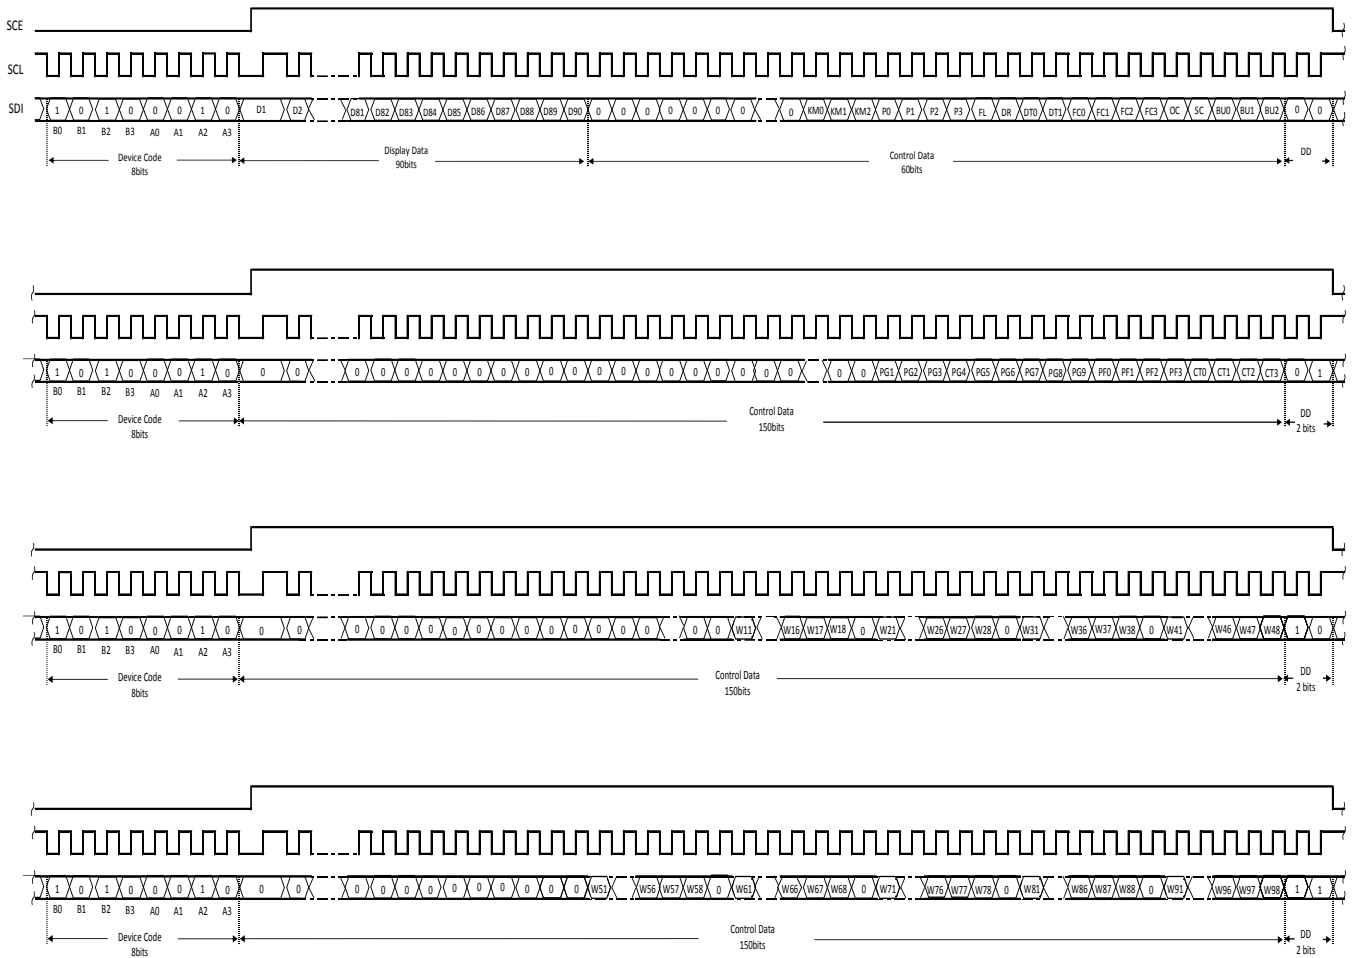 SCE
SCL
SDI 1 0 1 0 0 0 1 0 D1 D2 D81 D82 D83 D84 D85 D86 D87 D88 D89 D90 0 0 0 0 0 0 0 0 KM0 KM1 KM2 P0 P1 P2 P3 FL DR DT0 DT1 FC0 FC1 FC2 FC3 OC SC BU0 BU1 BU2 0 0
B0 B1 B2 B3 A0 A1 A2 A3
Device Code Display Data Control Data DD
8bits 90bits 60bits
1 0 1 0 0 0 1 0 0 0 0 0 0 0 0 0 0 0 0 0 0 0 0 0 0 0 0 0 0 0 0 0 PG1 PG2 PG3 PG4 PG5 PG6 PG7 PG8 PG9 PF0 PF1 PF2 PF3 CT0 CT1 CT2 CT3 0 1
B0 B1 B2 B3 A0 A1 A2 A3
Device Code Control Data DD
8bits 150bits 2 bits
1 0 1 0 0 0 1 0 0 0 0 0 0 0 0 0 0 0 0 0 0 0 0 0 0 0 W11 W16 W17 W18 0 W21 W26 W27 W28 0 W31 W36 W37 W38 0 W41 W46 W47 W48 1 0
B0 B1 B2 B3 A0 A1 A2 A3
Device Code Control Data DD
8bits 150bits 2 bits
1 0 1 0 0 0 1 0 0 0 0 0 0 0 0 0 0 0 0 0 W51 W56 W57 W58 0 W61 W66 W67 W68 0 W71 W76 W77 W78 0 W81 W86 W87 W88 0 W91 W96 W97 W98 1 1
B0 B1 B2 B3 A0 A1 A2 A3
Device Code Control Data DD
8bits 150bits 2 bits